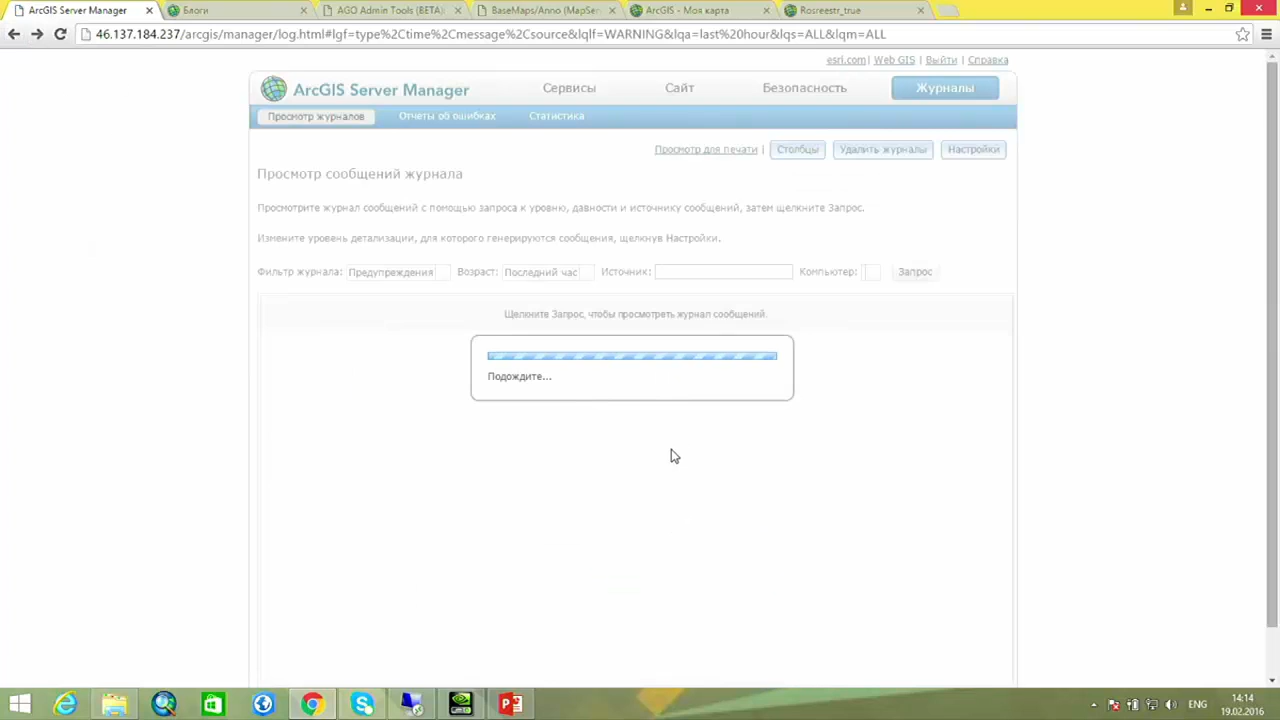 ArcGIS Server Manager
Блоги
AGO Admin Tools (BETA)
BaseMaps/Anno (MapServ
ArcGIS - Моя карта
Rosreestr_true
46.137.184.237/arcgis/manager/log.html#lgf=type%2Ctime%2Cmessage%2Csource&lqlf=WARNING&lqa=last%20hour&lqs=ALL&lqm=ALL
esri.com | Web GIS | Выйти | Справка
ArcGIS Server Manager
Сервисы
Сайт
Безопасность
Журналы
Просмотр журналов
Отчеты об ошибках
Статистика
Просмотр для печати |
Столбцы
Удалить журналы
Настройки
Просмотр сообщений журнала
Просмотрите журнал сообщений с помощью запроса к уровню, давности и источнику сообщений, затем щелкните Запрос.
Измените уровень детализации, для которого генерируются сообщения, щелкнув Настройки.
Фильтр журнала: Предупреждения Возраст: Последний час Источник: Компьютер: Запрос
Щелкните Запрос, чтобы просмотреть журнал сообщений.
Подождите...
ENG
14:14
19.02.2016